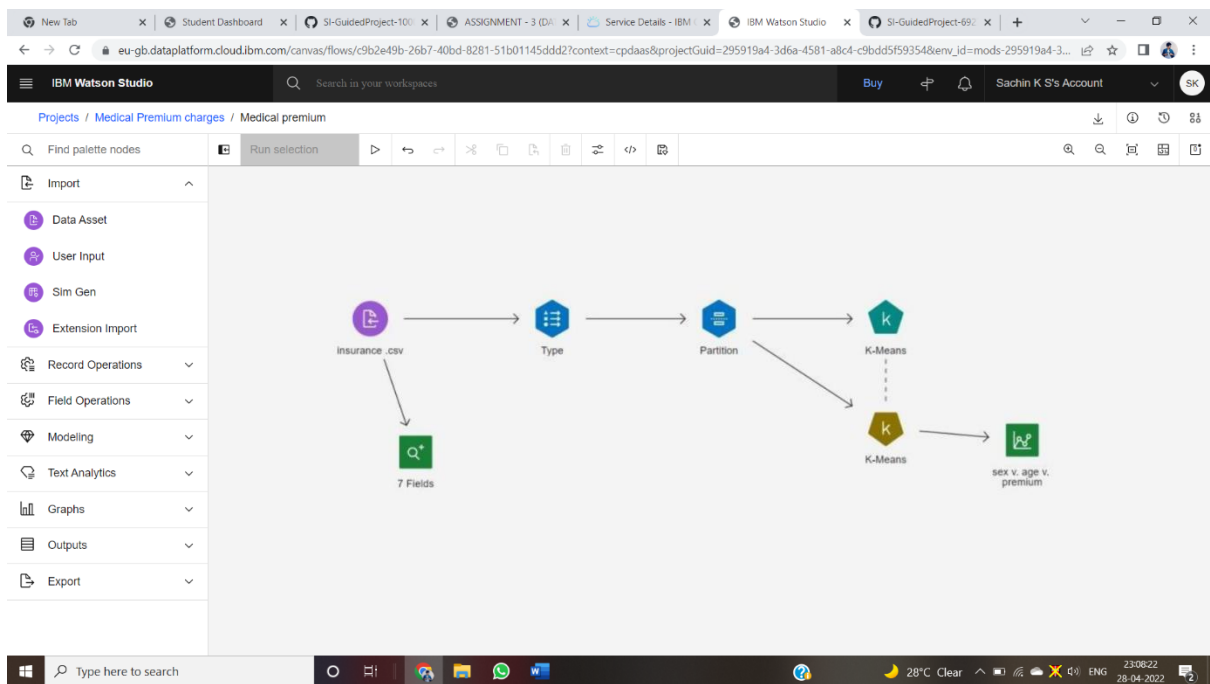 New Tab
Student Dashboard
SI-GuidedProject-100
ASSIGNMENT - 3 (DA
Service Details - IBM
IBM Watson Studio
SI-GuidedProject-692
eu-gb.dataplatform.cloud.ibm.com/canvas/flows/c9b2e49b-26b7-40bd-8281-51b01145ddd2?context=cpdaas&projectGuid=295919a4-3d6a-4581-a8c4-c9bdd5f59354&env_id=mods-295919a4-3...
IBM Watson Studio
Search in your workspaces
Buy
Sachin K S's Account
SK
Projects / Medical Premium charges / Medical premium
Find palette nodes
Run selection
Import
Data Asset
User Input
Sim Gen
Extension Import
Record Operations
Field Operations
Modeling
Text Analytics
Graphs
Outputs
Export
insurance .csv
Type
Partition
k
K-Means
k
K-Means
7 Fields
sex v. age v.
premium
Type here to search
28°C Clear
ENG
23:08:22
28-04-2022
2